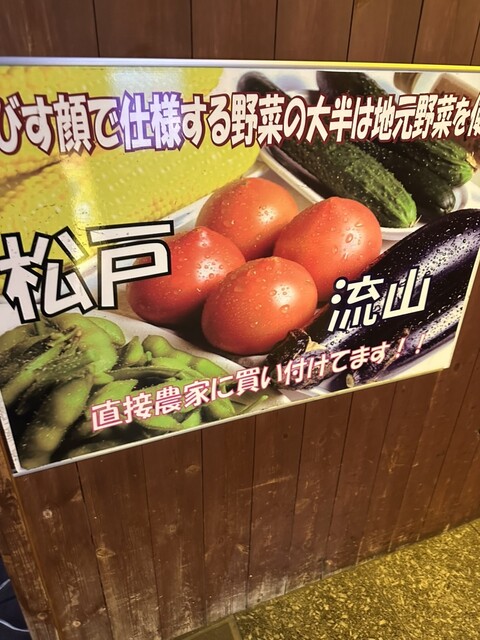 びす顔で仕様する野菜の大半は地元野菜を
松戸
流山
直接農家に買い付けてます！！